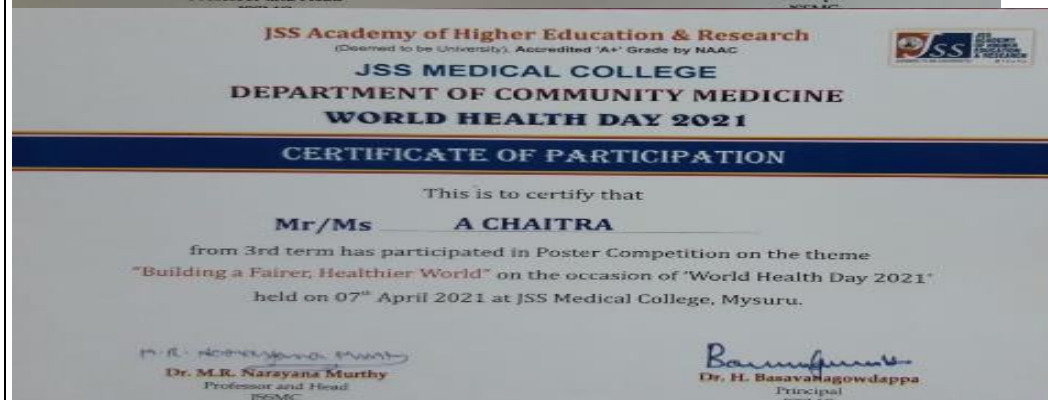 JSS Academy of Higher Education & Research
(Deemed to be University), Accredited 'A+' Grade by NAAC
JSS
JSS MEDICAL COLLEGE
DEPARTMENT OF COMMUNITY MEDICINE
WORLD HEALTH DAY 2021
CERTIFICATE OF PARTICIPATION
This is to certify that
Mr/Ms A CHAITRA
from 3rd term has participated in Poster Competition on the theme
"Building a Fairer, Healthier World" on the occasion of 'World Health Day 2021'
held on 07th April 2021 at JSS Medical College, Mysuru.
M.R. Narayana Murthy
Dr. M.R. Narayana Murthy
Professor and Head
JSSMC
Dr. H. Basavanagowdappa
Principal